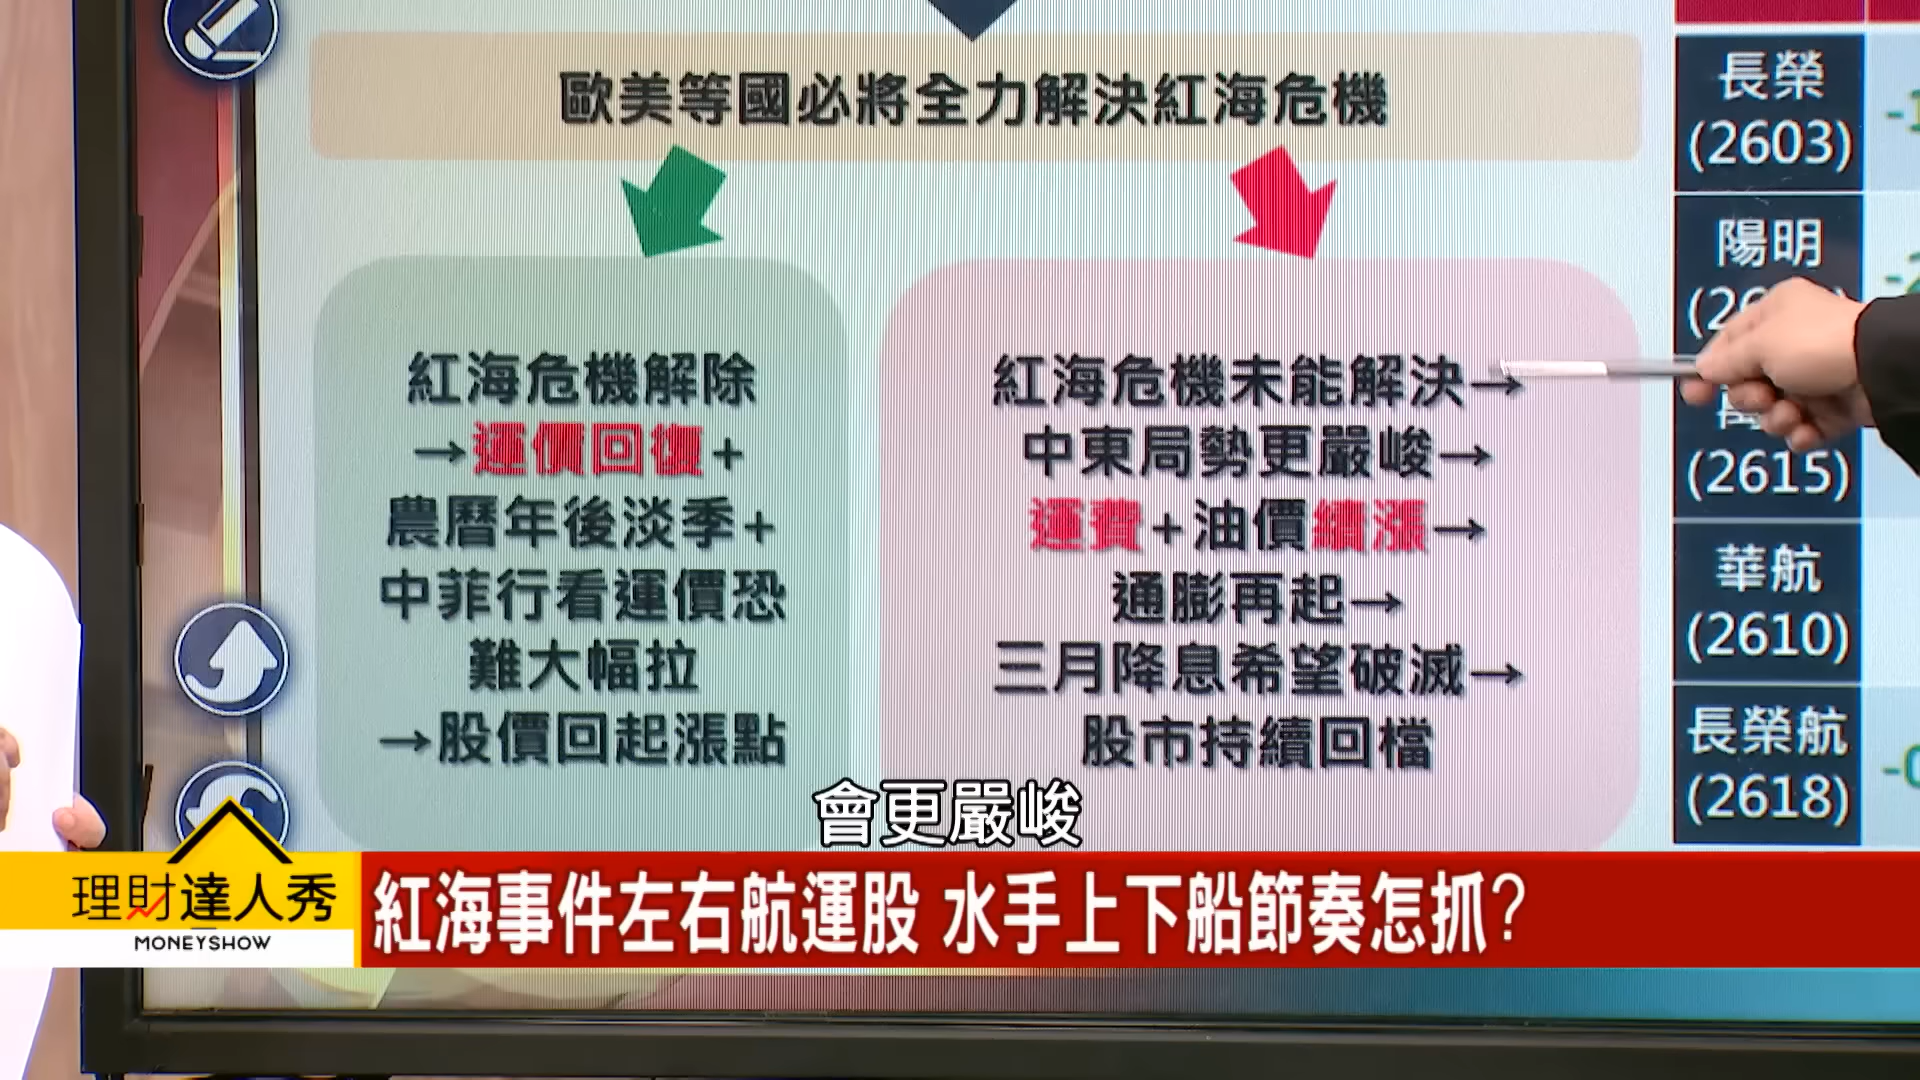 歐美等國必將全力解決紅海危機
紅海危機解除
→運價回復+
農曆年後淡季+
中菲行看運價恐
難大幅拉
→股價回起漲點
紅海危機未能解決→
中東局勢更嚴峻→
運費+油價續漲→
通膨再起→
三月降息希望破滅→
股市持續回檔
長榮
(2603)
陽明
(2615)
華航
(2610)
長榮航
(2618)
會更嚴峻
理財達人秀
MONEYSHOW
紅海事件左右航運股 水手上下船節奏怎抓?